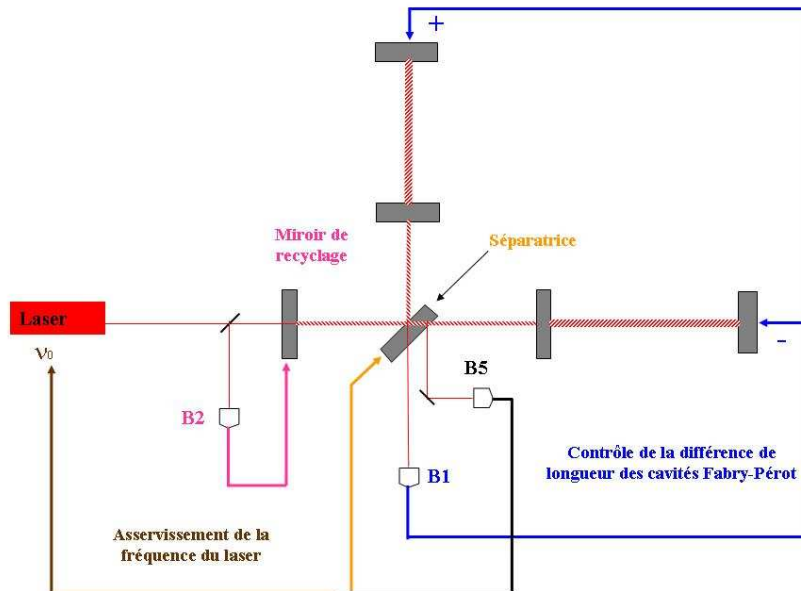 +
Miroir de
recyclage
Séparatrice
Laser
ν0
-
B5
B2
B1
Contrôle de la différence de
longueur des cavités Fabry-Pérot
Asservissement de la
fréquence du laser